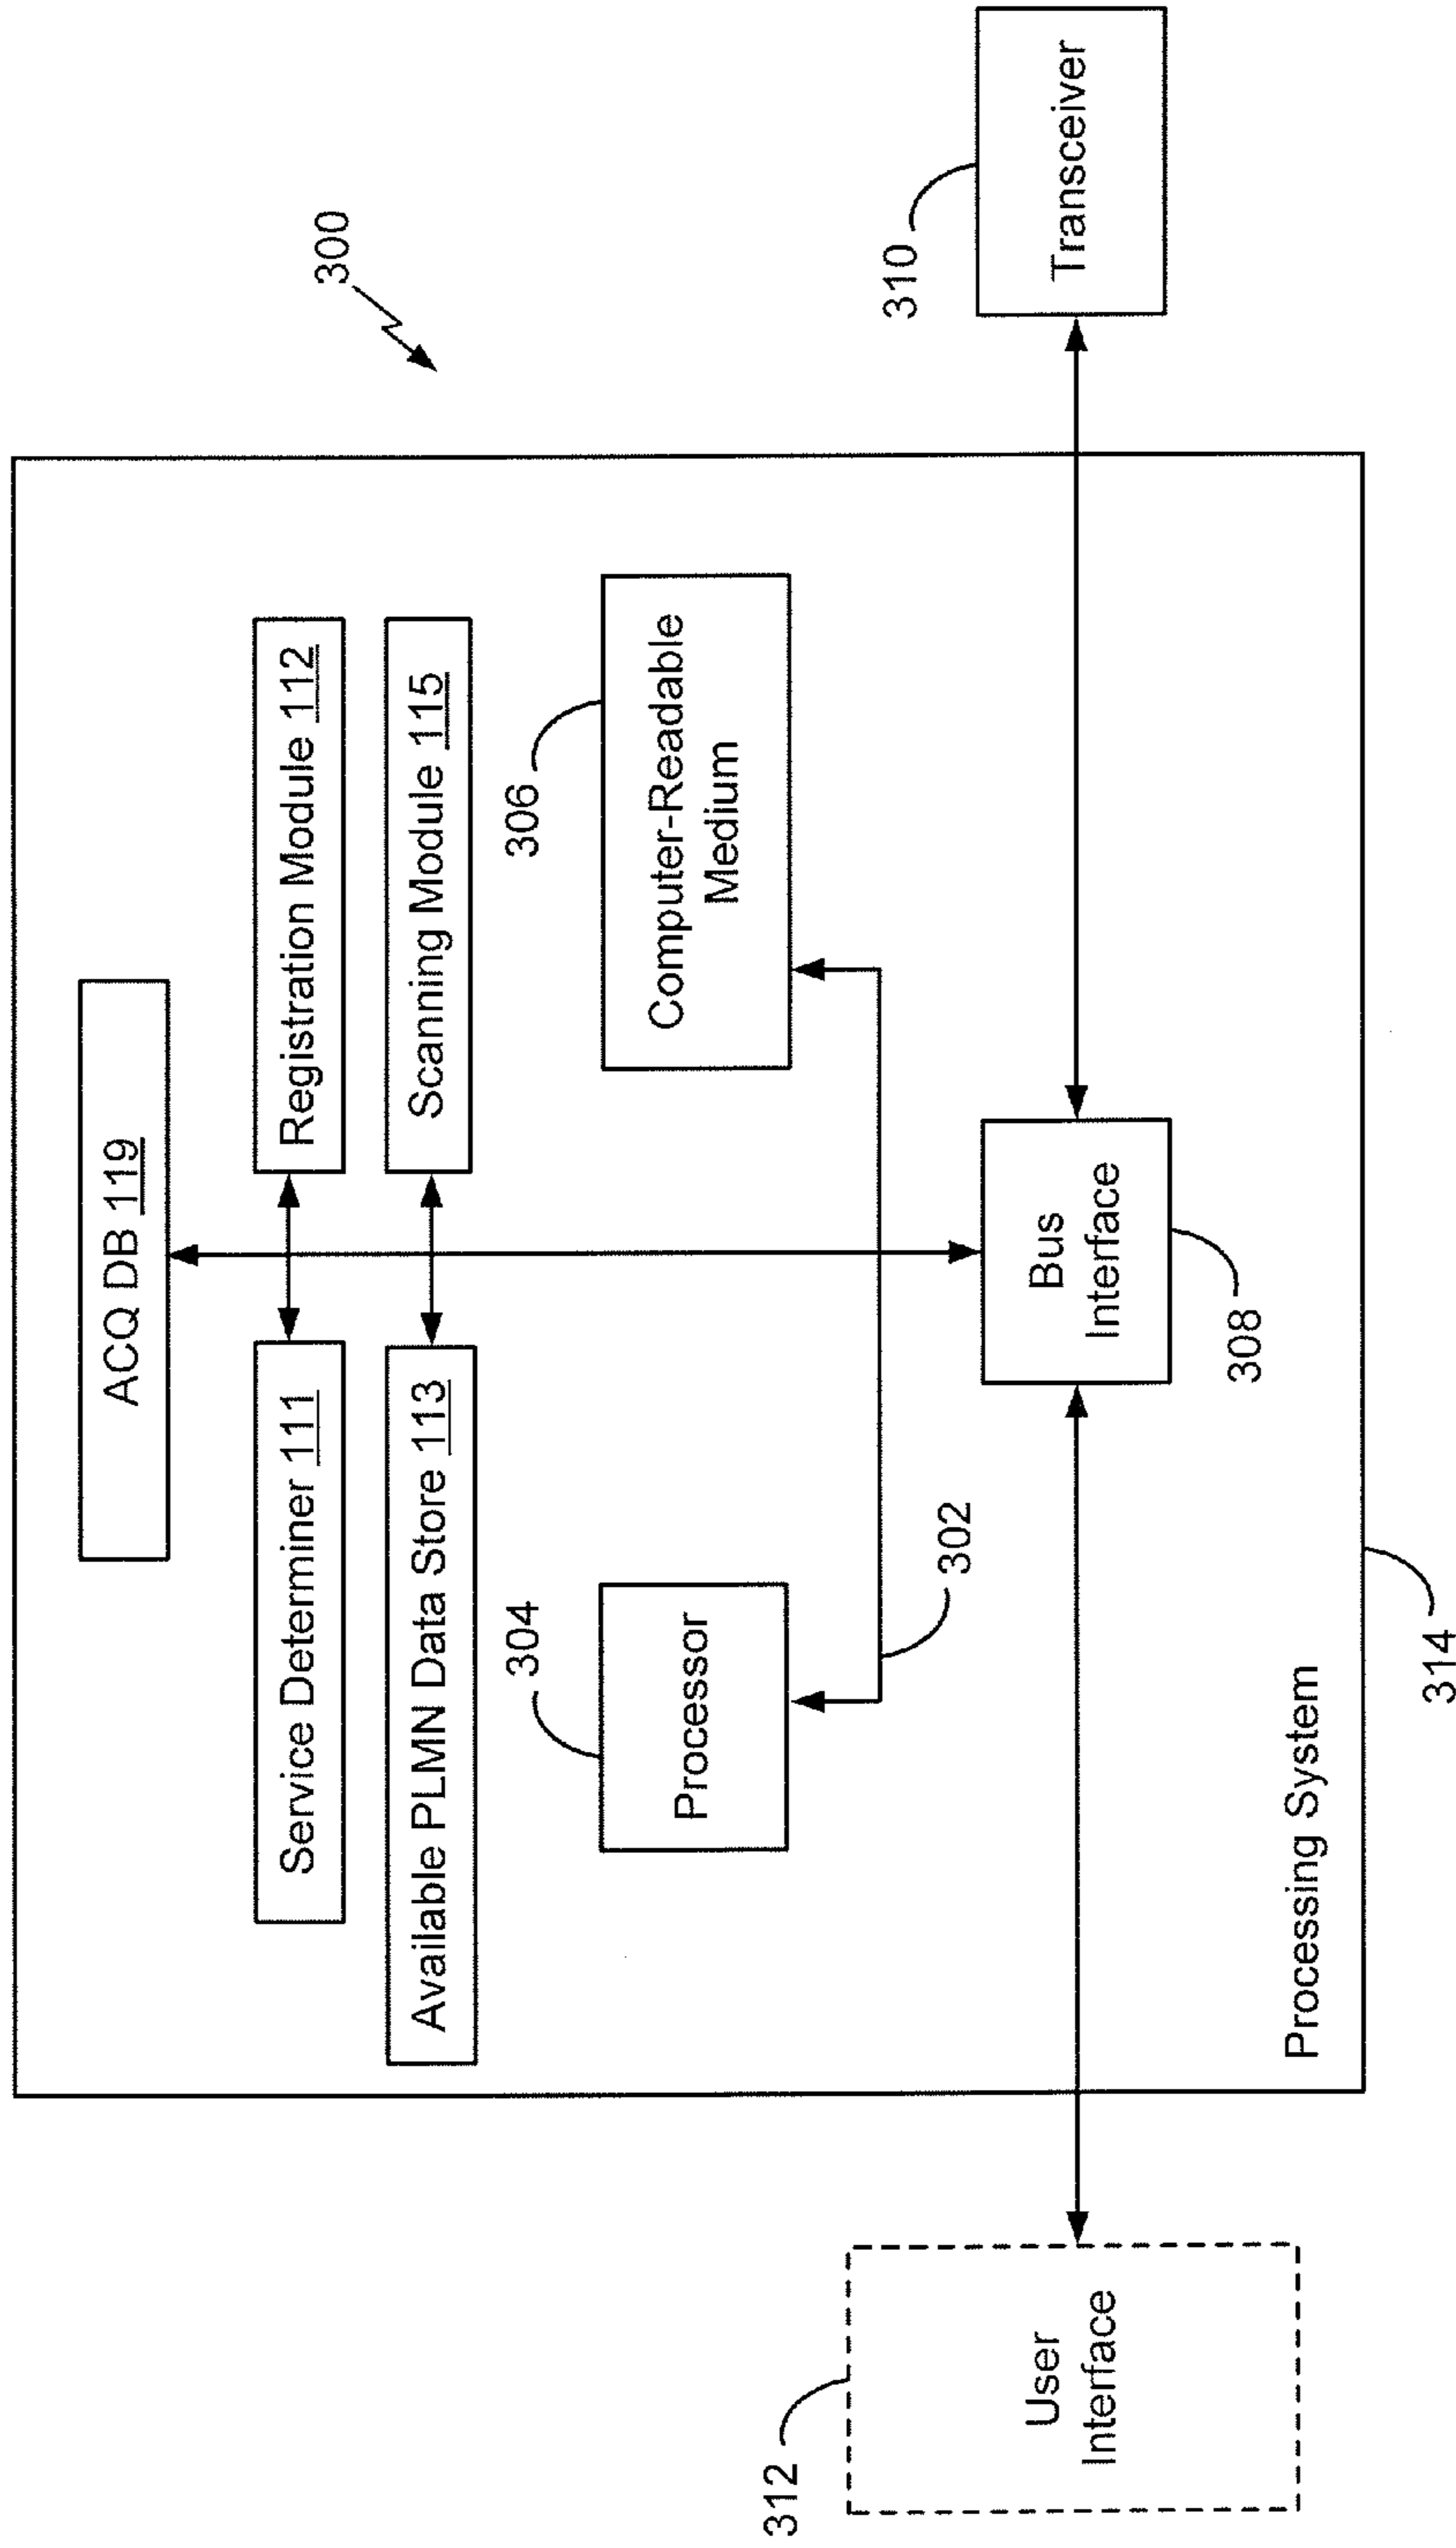 300
ACQ DB 119
Service Determiner 111
Registration Module 112
Available PLMN Data Store 113
Scanning Module 115
304
Processor
306
Computer-Readable
Medium
302
312
User
Interface
Bus
Interface
308
310
Transceiver
Processing System
314